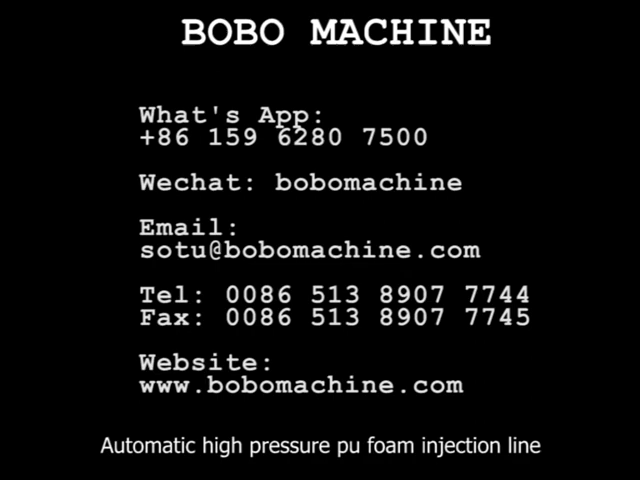 BOBO MACHINE
What's App:
+86 159 6280 7500
Wechat: bobomachine
Email:
sotu@bobomachine.com
Tel: 0086 513 8907 7744
Fax: 0086 513 8907 7745
Website:
www.bobomachine.com
Automatic high pressure pu foam injection line